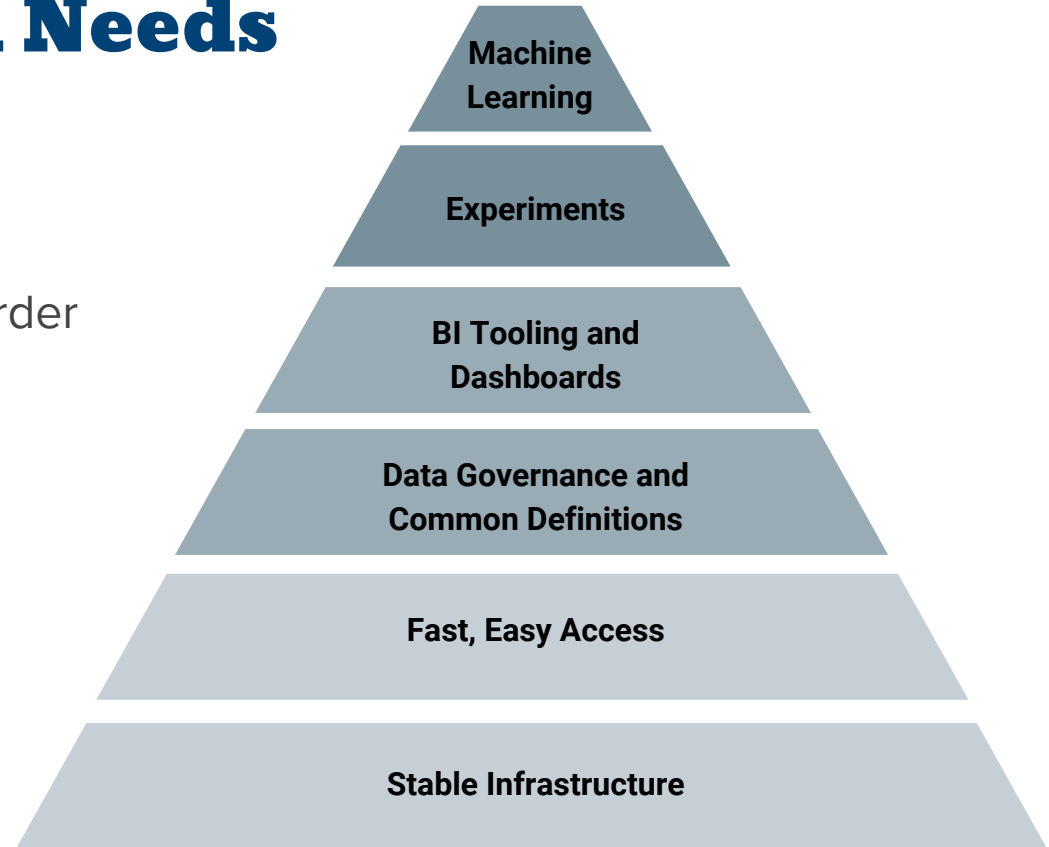 Needs
Machine
Learning
Experiments
rder
BI Tooling and
Dashboards
Data Governance and
Common Definitions
Fast, Easy Access
Stable Infrastructure